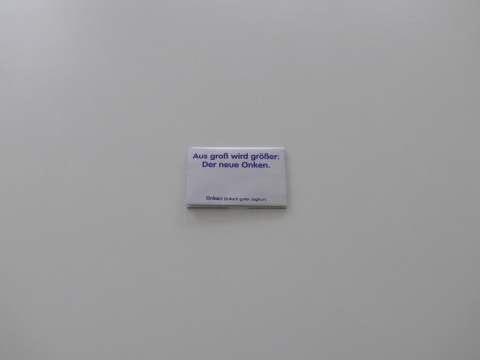 Aus groß wird größer:
Der neue Onken.
Onken Einfach guter Joghurt.